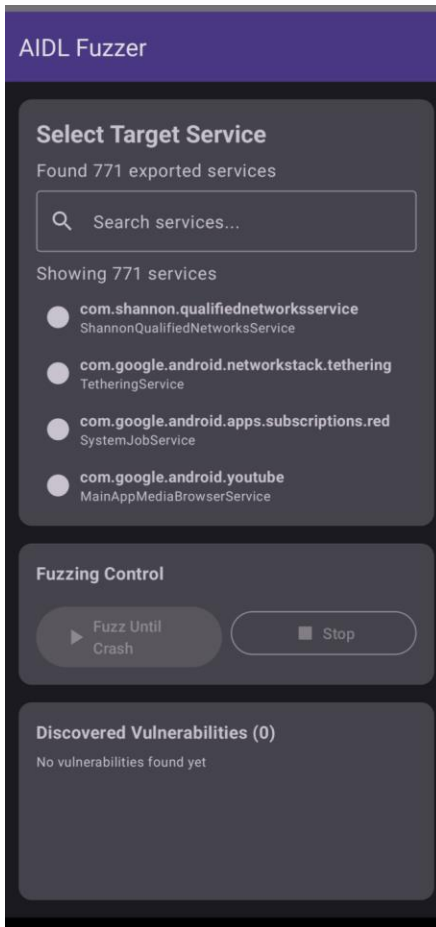 AIDL Fuzzer
Select Target Service
Found 771 exported services
Search services...
Showing 771 services
com.shannon.qualifiednetworksservice
ShannonQualifiedNetworksService
com.google.android.networkstack.tethering
TetheringService
com.google.android.apps.subscriptions.red
SystemJobService
com.google.android.youtube
MainAppMediaBrowserService
Fuzzing Control
Fuzz Until
Crash
Stop
Discovered Vulnerabilities (0)
No vulnerabilities found yet